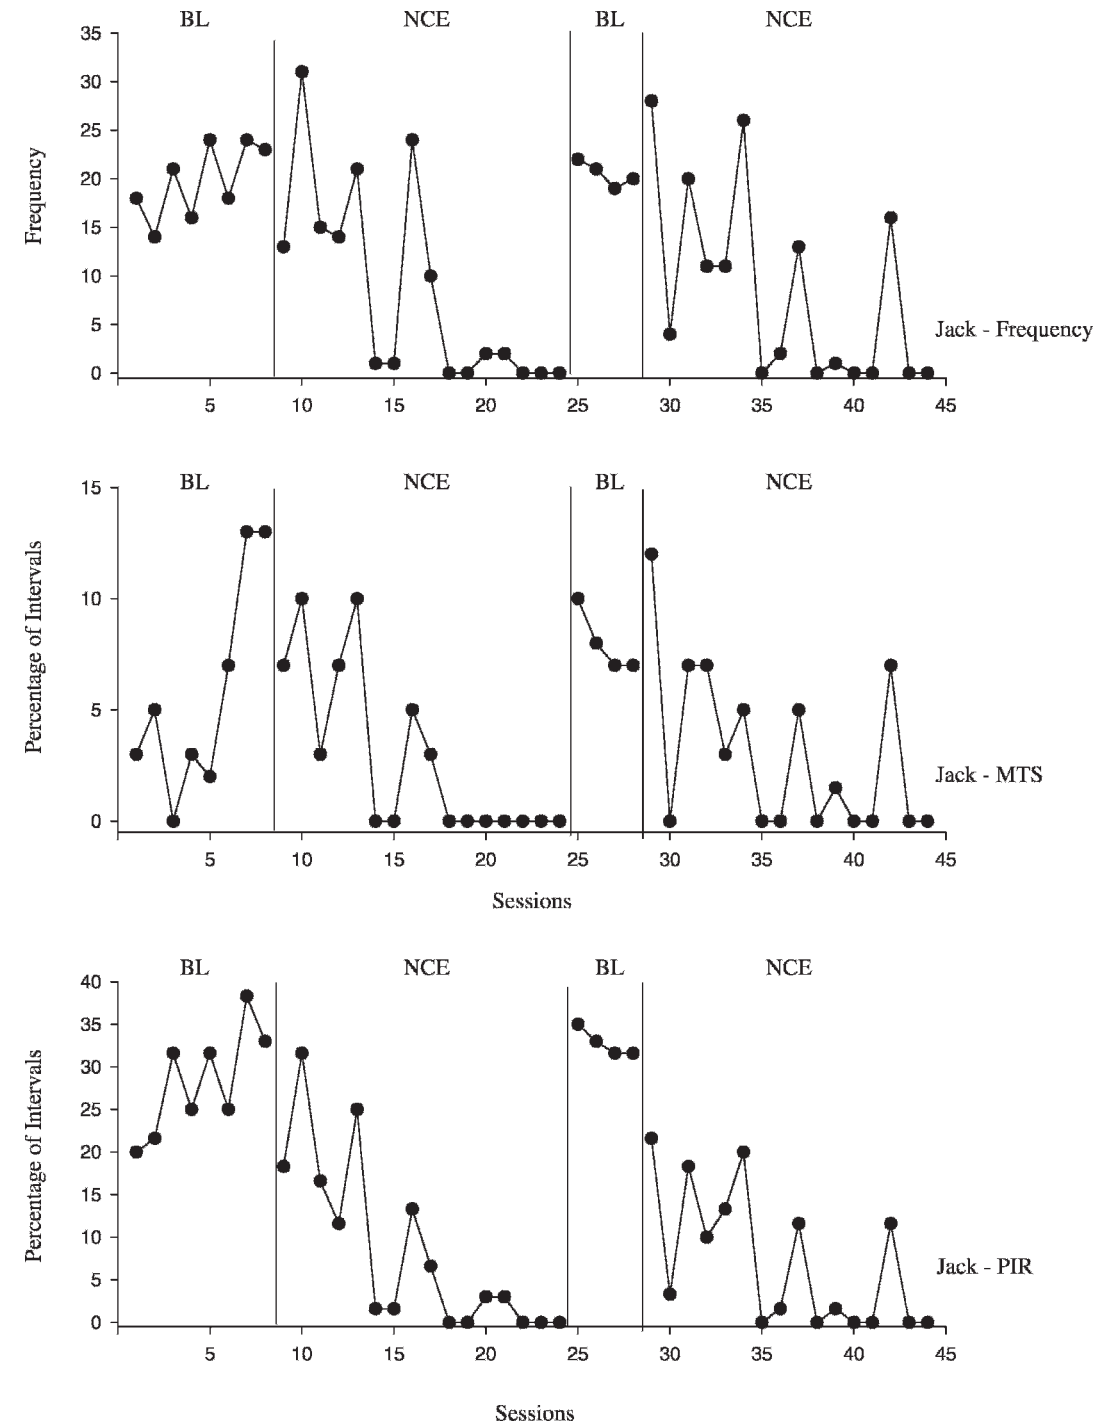 BL NCE BL NCE
35
30
25
20
15
10
5
0
Frequency
5 10 15 20 25 30 35 40 45
Jack - Frequency
BL NCE BL NCE
15
10
5
0
Percentage of Intervals
5 10 15 20 25 30 35 40 45
Jack - MTS
Sessions
BL NCE BL NCE
40
35
30
25
20
15
10
5
0
Percentage of Intervals
5 10 15 20 25 30 35 40 45
Jack - PIR
Sessions